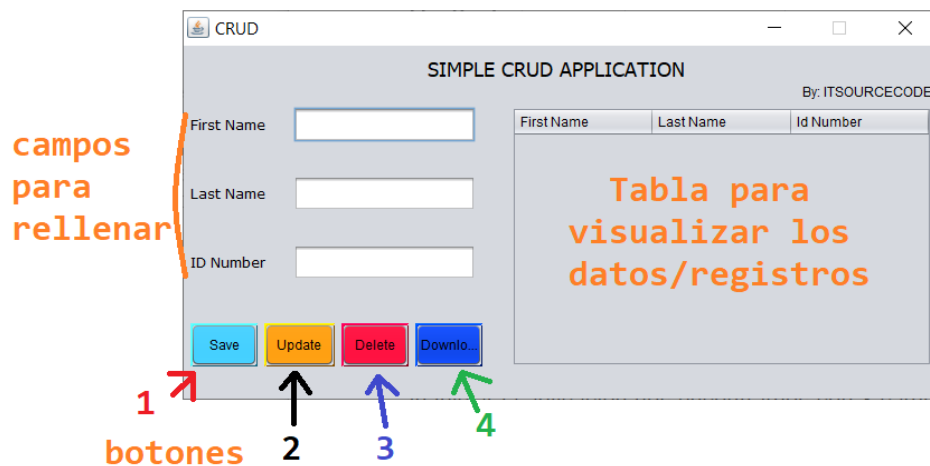 CRUD
SIMPLE CRUD APPLICATION
By: ITSOURCECODE
campos
para
rellenar
First Name
Last Name
ID Number
First Name Last Name Id Number
Tabla para
visualizar los
datos/registros
Save Update Delete Downlo...
1 2 3 4
botones